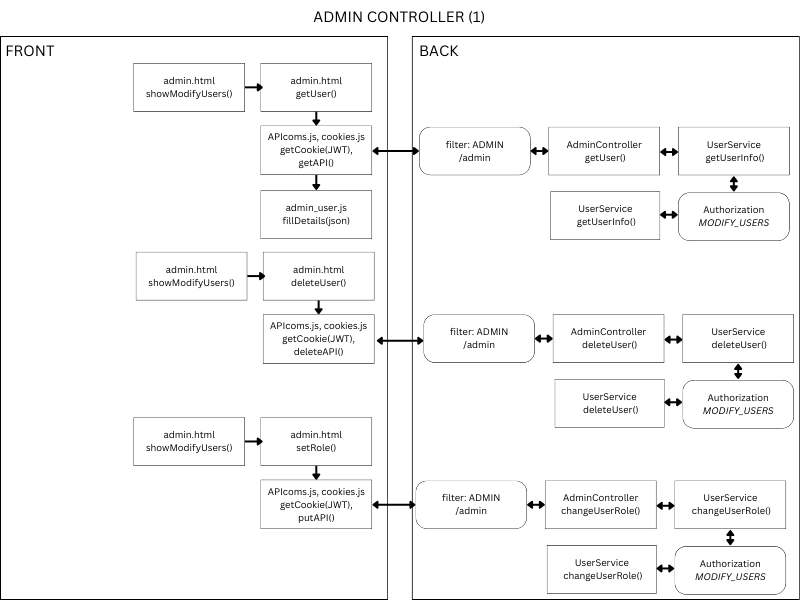 ADMIN CONTROLLER (1)
FRONT
BACK
admin.html
showModifyUsers()
admin.html
getUser()
APIcoms.js, cookies.js
getCookie(JWT),
getAPI()
filter: ADMIN
/admin
AdminController
getUser()
UserService
getUserInfo()
admin_user.js
fillDetails(json)
UserService
getUserInfo()
Authorization
MODIFY_USERS
admin.html
showModifyUsers()
admin.html
deleteUser()
APIcoms.js, cookies.js
getCookie(JWT),
deleteAPI()
filter: ADMIN
/admin
AdminController
deleteUser()
UserService
deleteUser()
UserService
deleteUser()
Authorization
MODIFY_USERS
admin.html
showModifyUsers()
admin.html
setRole()
APIcoms.js, cookies.js
getCookie(JWT),
putAPI()
filter: ADMIN
/admin
AdminController
changeUserRole()
UserService
changeUserRole()
UserService
changeUserRole()
Authorization
MODIFY_USERS